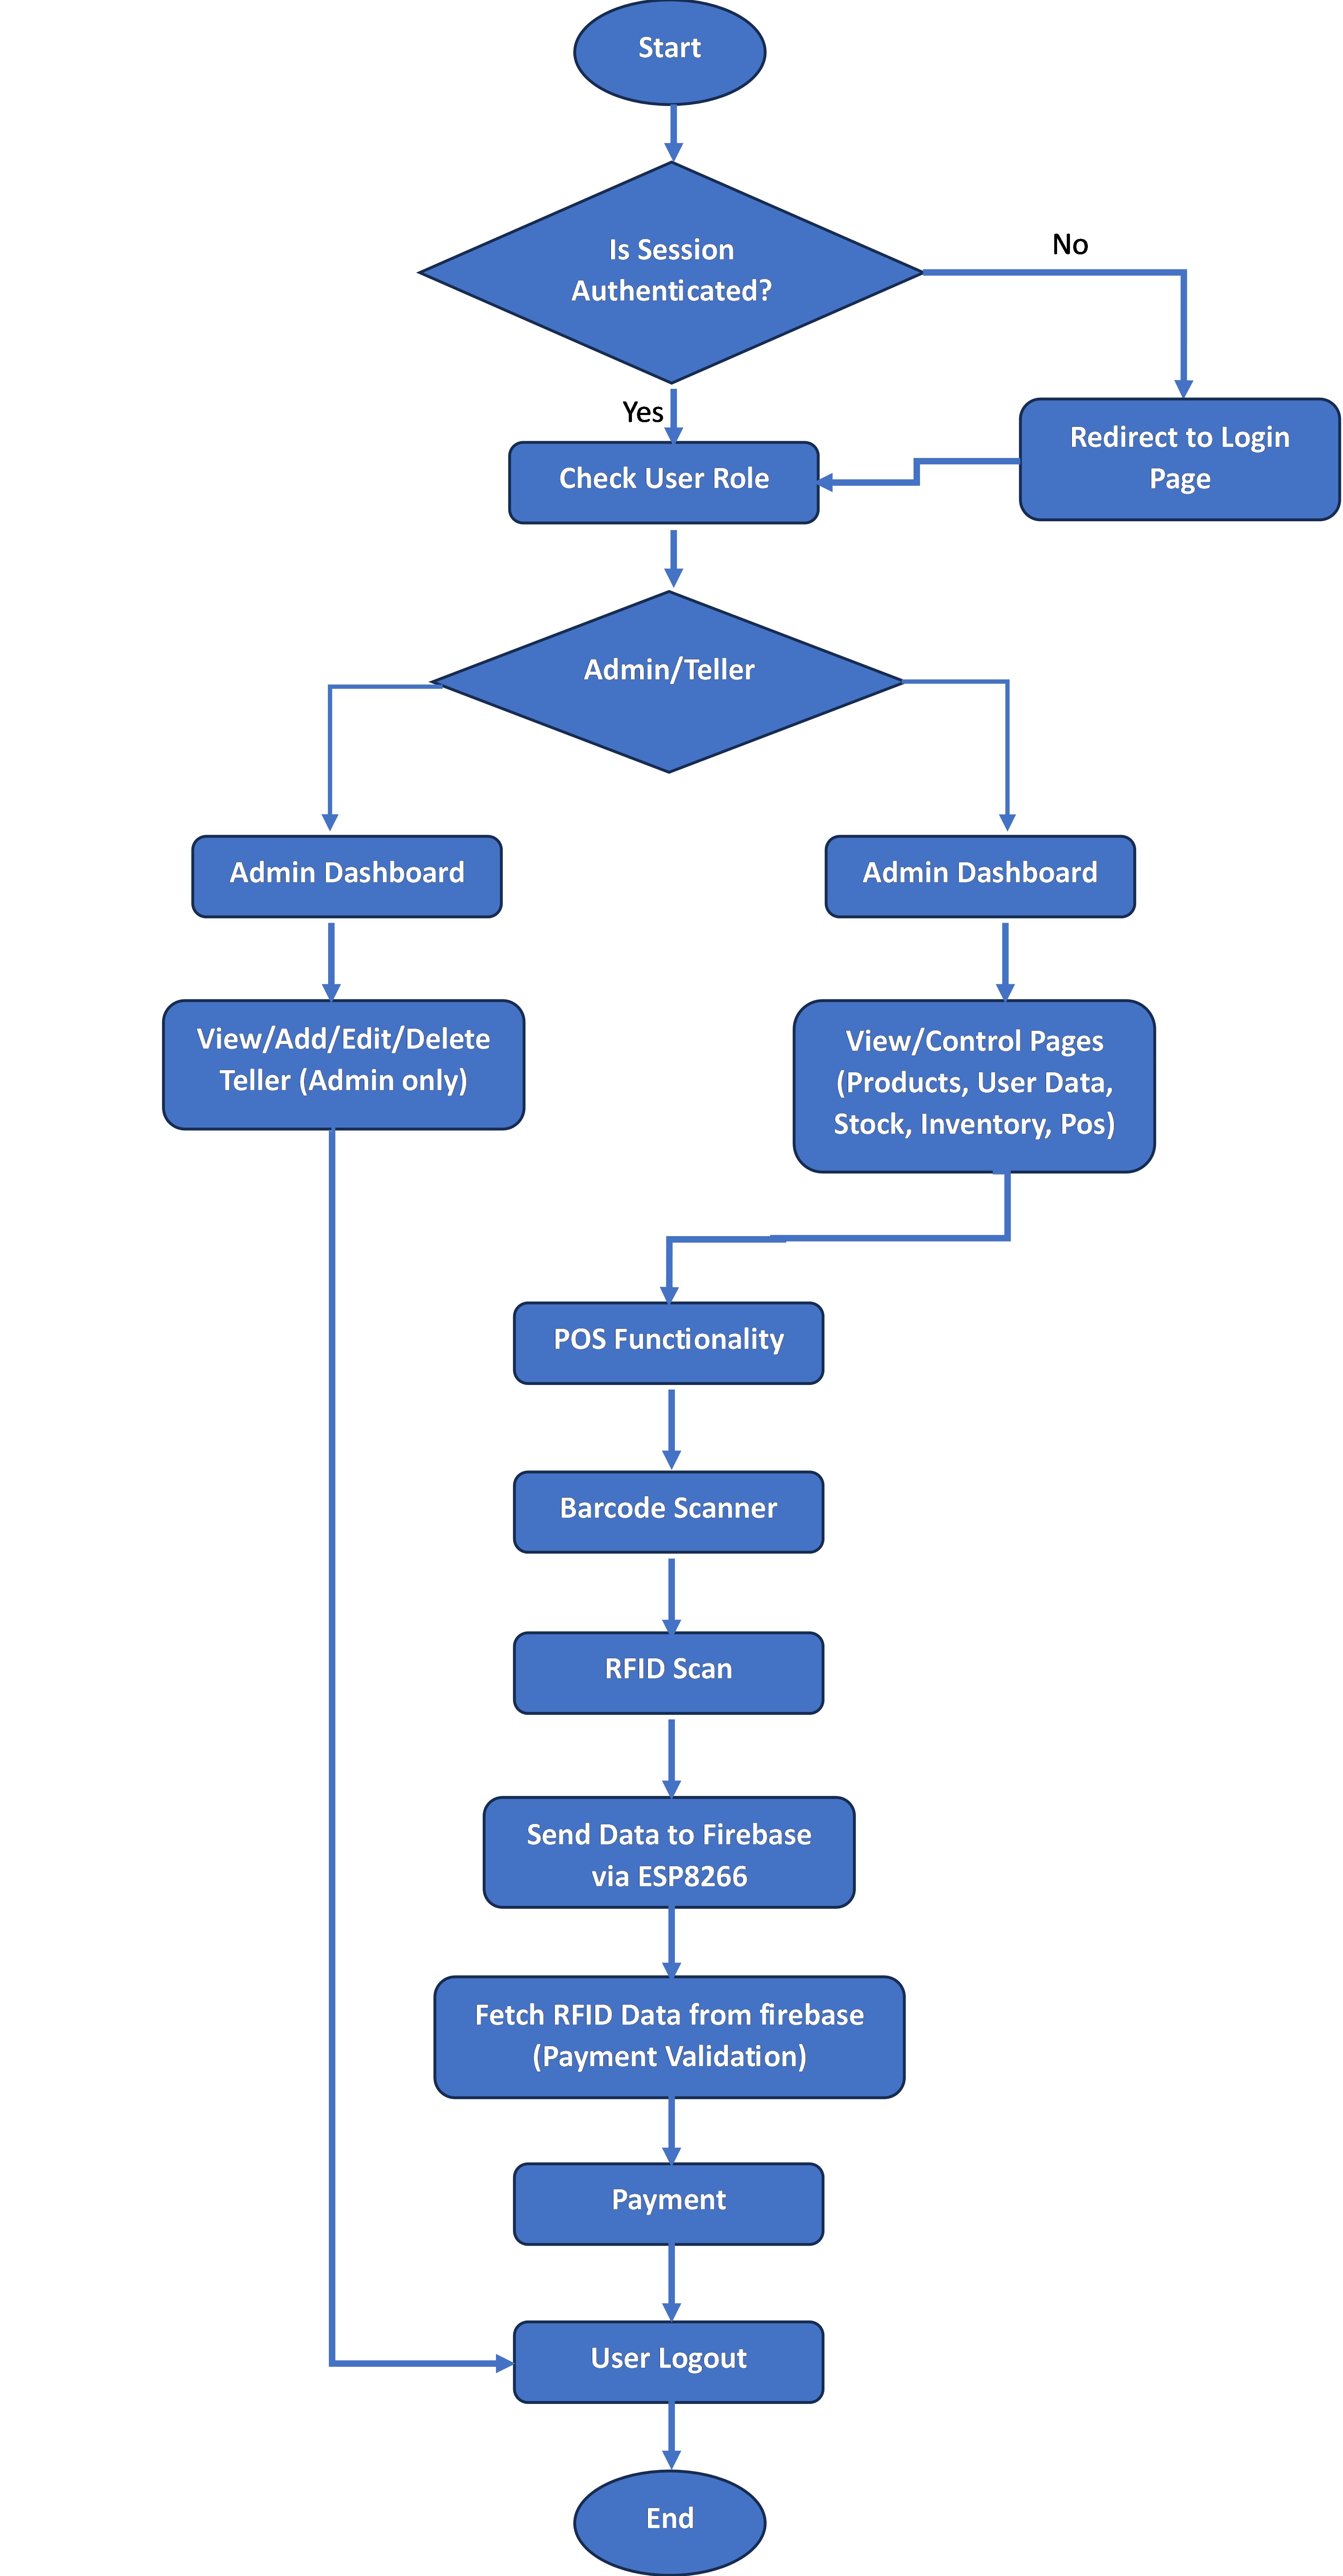 Start
Is Session
Authenticated?
No
Yes
Redirect to Login
Page
Check User Role
Admin/Teller
Admin Dashboard
Admin Dashboard
View/Add/Edit/Delete
Teller (Admin only)
View/Control Pages
(Products, User Data,
Stock, Inventory, Pos)
POS Functionality
Barcode Scanner
RFID Scan
Send Data to Firebase
via ESP8266
Fetch RFID Data from firebase
(Payment Validation)
Payment
User Logout
End